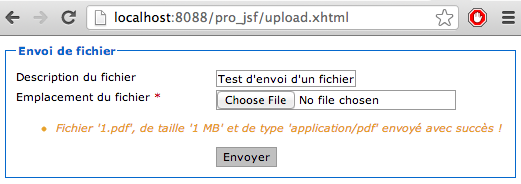 localhost:8088/pro_jsf/upload.xhtml
Envoi de fichier
Description du fichier Test d'envoi d'un fichier
Emplacement du fichier * Choose File No file chosen
Fichier '1.pdf', de taille '1 MB' et de type 'application/pdf' envoyé avec succès !
Envoyer